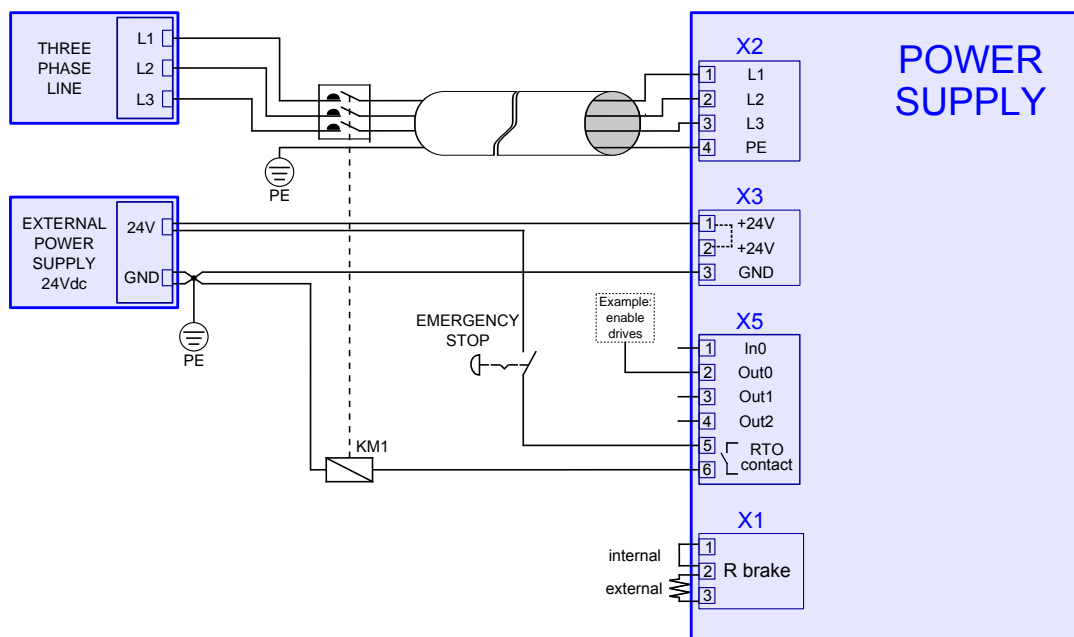 THREE
PHASE
LINE
L1
L2
L3
PE
X2
1 L1
2 L2
3 L3
4 PE
POWER
SUPPLY
EXTERNAL
POWER
SUPPLY
24Vdc
24V
GND
PE
X3
1 +24V
2 +24V
3 GND
EMERGENCY
STOP
Example:
enable
drives
X5
1 In0
2 Out0
3 Out1
4 Out2
5 RTO
6 contact
KM1
X1
internal
external
1
2 R brake
3